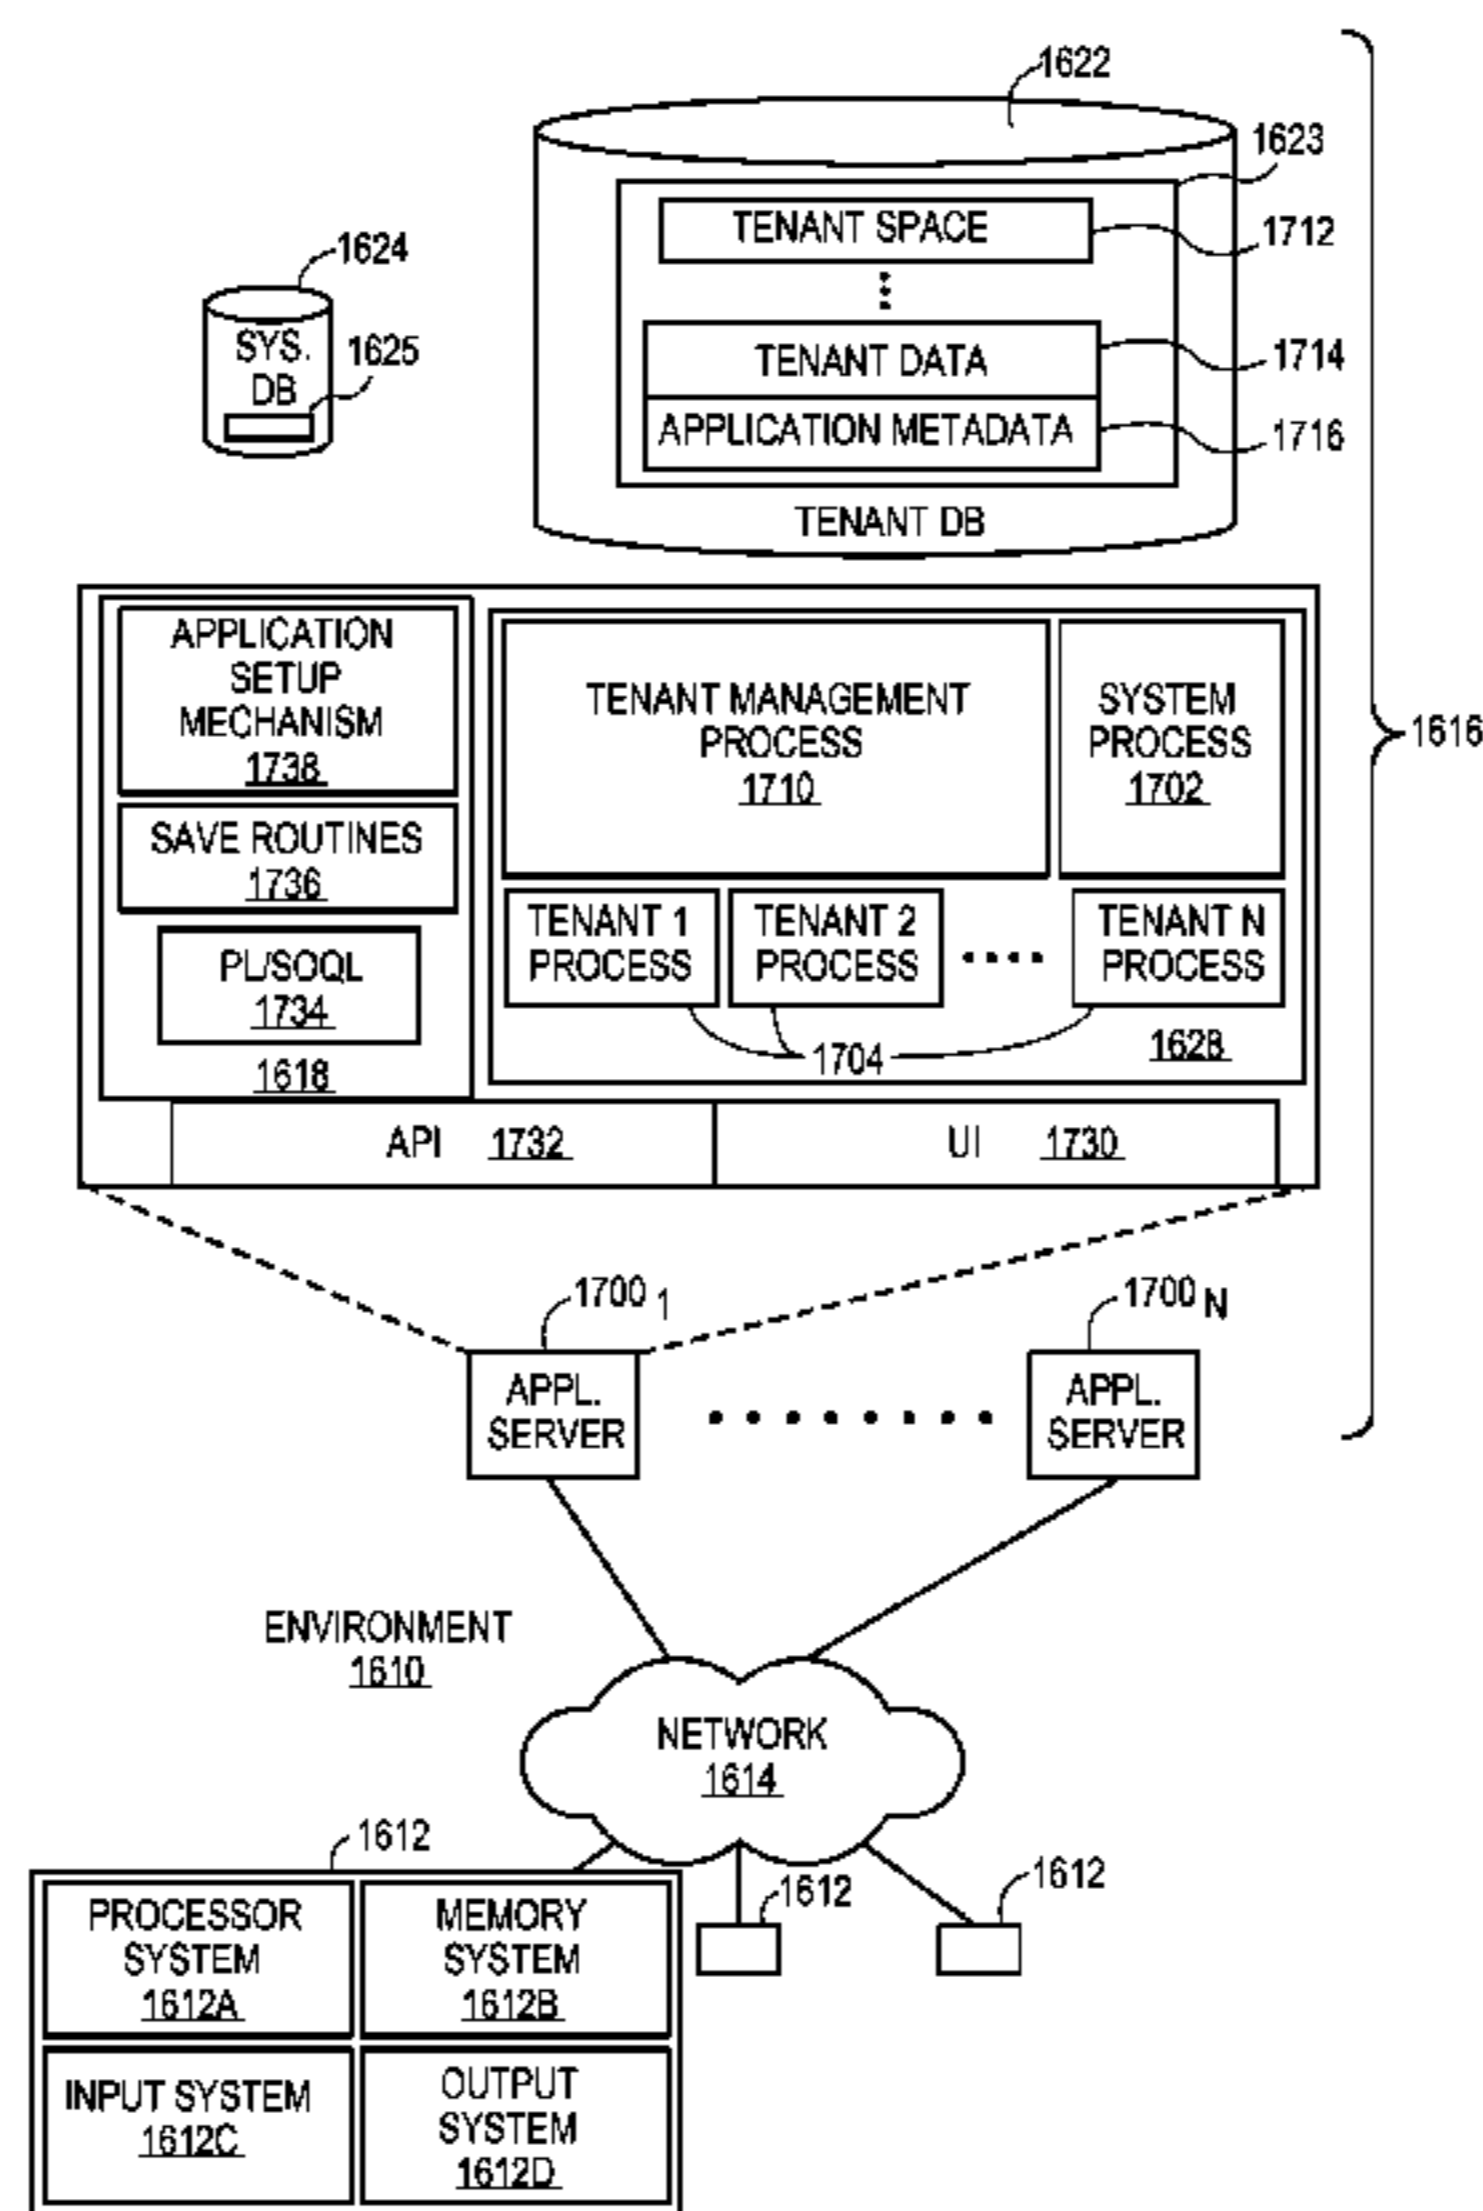 1622
1623
TENANT SPACE
1712
1624
SYS.
DB
1625
TENANT DATA
1714
APPLICATION METADATA
1716
TENANT DB
1616
APPLICATION
SETUP
MECHANISM
1738
SAVE ROUTINES
1736
PL/SOQL
1734
1618
TENANT MANAGEMENT
PROCESS
1710
SYSTEM
PROCESS
1702
TENANT 1
PROCESS
TENANT 2
PROCESS
TENANT N
PROCESS
1704
1628
API 1732
UI 1730
1700 1
1700 N
APPL.
SERVER
APPL.
SERVER
ENVIRONMENT
1610
NETWORK
1614
1612
1612
1612
PROCESSOR
SYSTEM
1612A
MEMORY
SYSTEM
1612B
INPUT SYSTEM
1612C
OUTPUT
SYSTEM
1612D